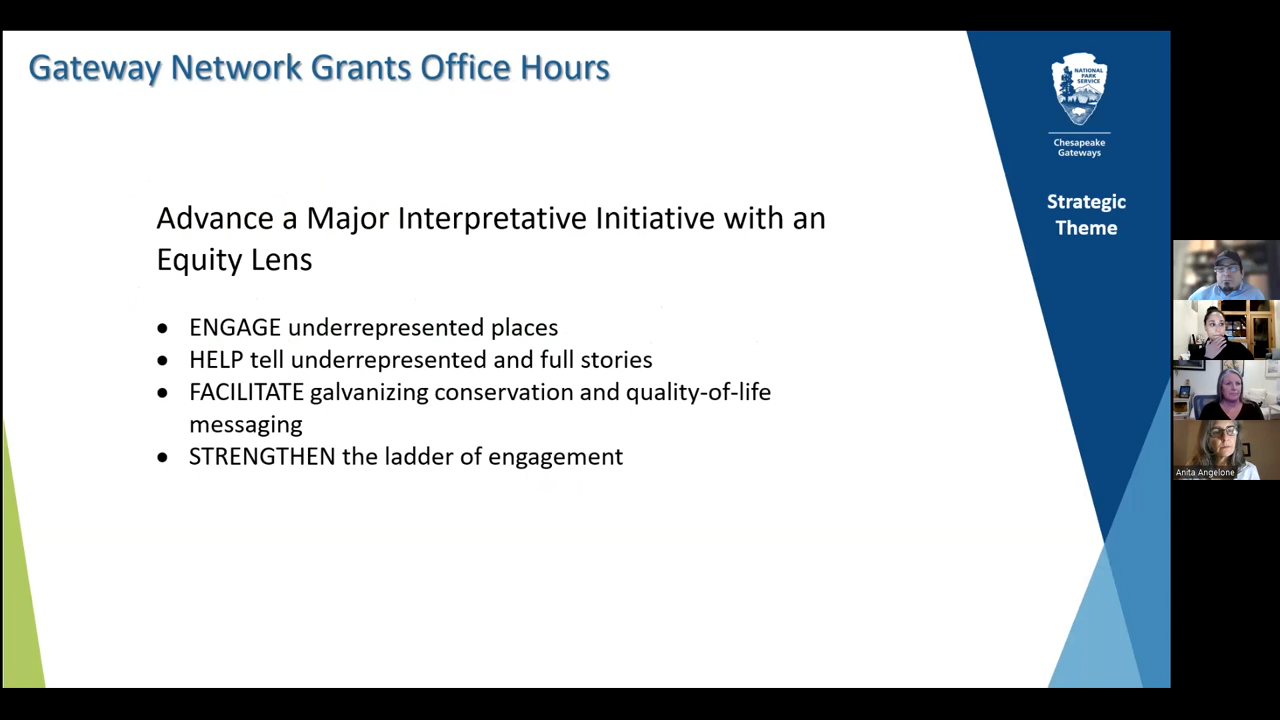 Gateway Network Grants Office Hours
NATIONAL
PARK
SERVICE
Chesapeake
Gateways
Strategic
Theme
Advance a Major Interpretative Initiative with an
Equity Lens
• ENGAGE underrepresented places
• HELP tell underrepresented and full stories
• FACILITATE galvanizing conservation and quality-of-life
messaging
• STRENGTHEN the ladder of engagement
Anita Angelone